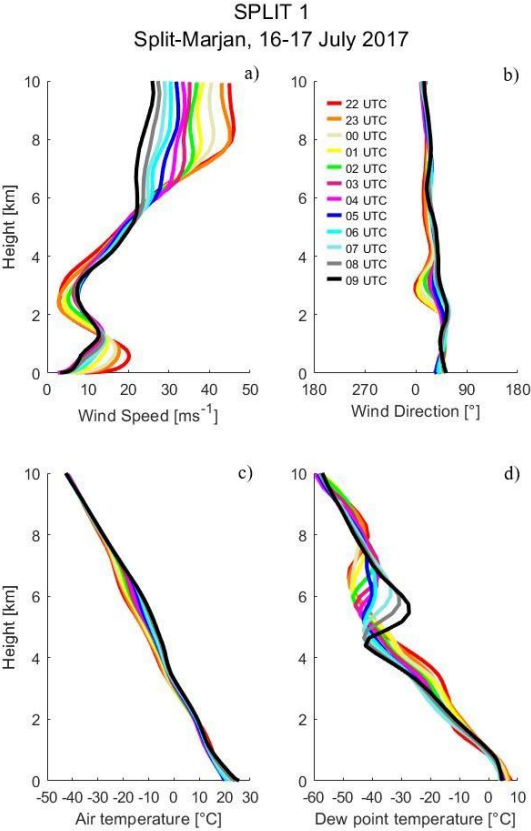 SPLIT 1
Split-Marjan, 16-17 July 2017
a)
b)
10
8
6
4
2
0
Height [km]
0 10 20 30 40 50
Wind Speed [ms-1]
10
8
6
4
2
0
22 UTC
23 UTC
00 UTC
01 UTC
02 UTC
03 UTC
04 UTC
05 UTC
06 UTC
07 UTC
08 UTC
09 UTC
180 270 0 90 180
Wind Direction [°]
c)
d)
10
8
6
4
2
0
Height [km]
-50 -40 -30 -20 -10 0 10 20 30
Air temperature [°C]
10
8
6
4
2
0
-60 -50 -40 -30 -20 -10 0 10
Dew point temperature [°C]